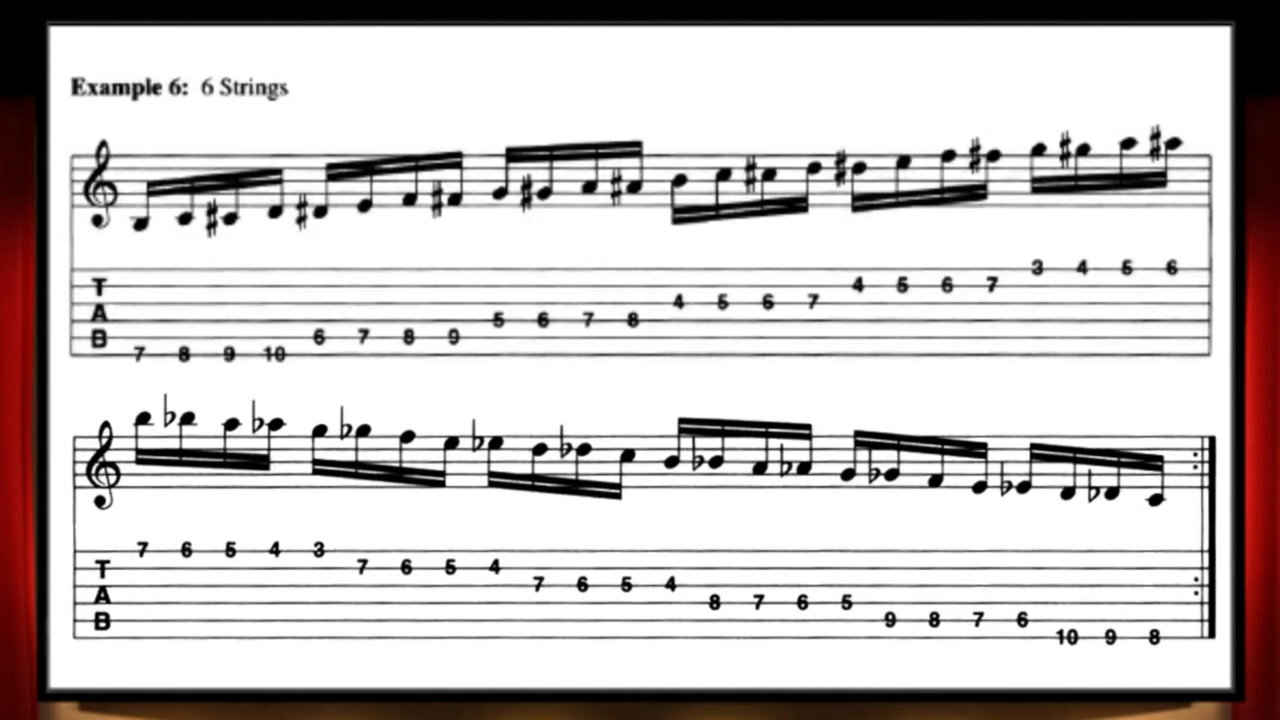 Example 6: 6 Strings
3 4 5 6
T 4 5 6 7
4 5 6 7
A 5 6 7 8
B 6 7 8 9
7 8 9 10
7 6 5 4 3
T 7 6 5 4
7 6 5 4
A 8 7 6 5
B 9 8 7 6
10 9 8